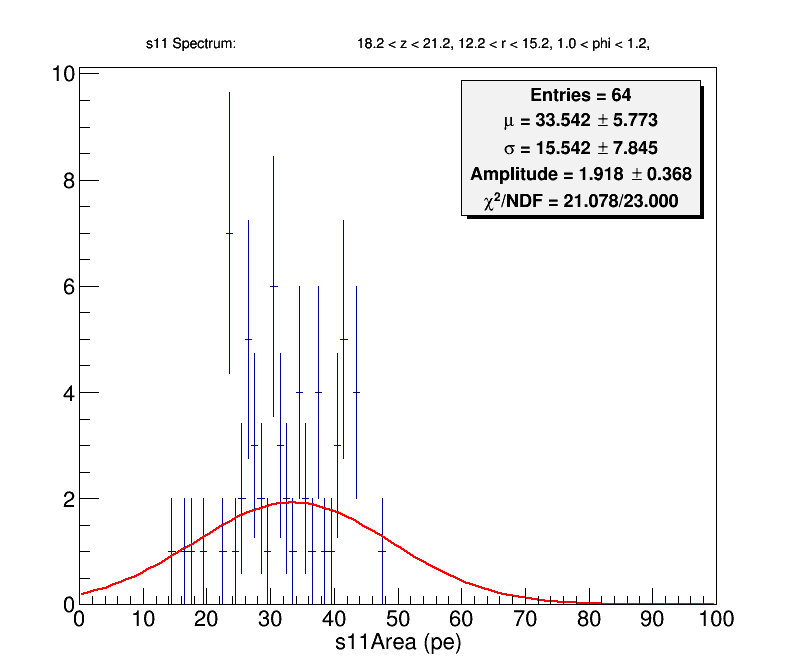 s11 Spectrum: 18.2 < z < 21.2, 12.2 < r < 15.2, 1.0 < phi < 1.2,
Entries = 64
μ = 33.542 ± 5.773
σ = 15.542 ± 7.845
Amplitude = 1.918 ± 0.368
χ²/NDF = 21.078/23.000
10
8
6
4
2
0
0 10 20 30 40 50 60 70 80 90 100
s11Area (pe)